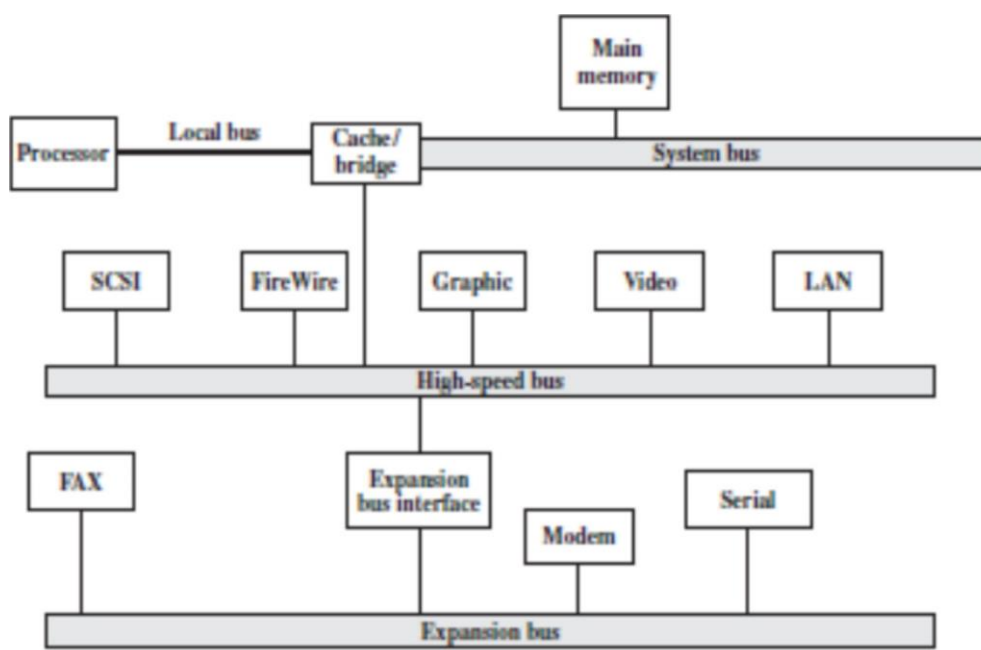 Main
memory
Local bus
Processor
Cache/
bridge
System bus
SCSI
FireWire
Graphic
Video
LAN
High-speed bus
FAX
Expansion
bus interface
Serial
Modem
Expansion bus